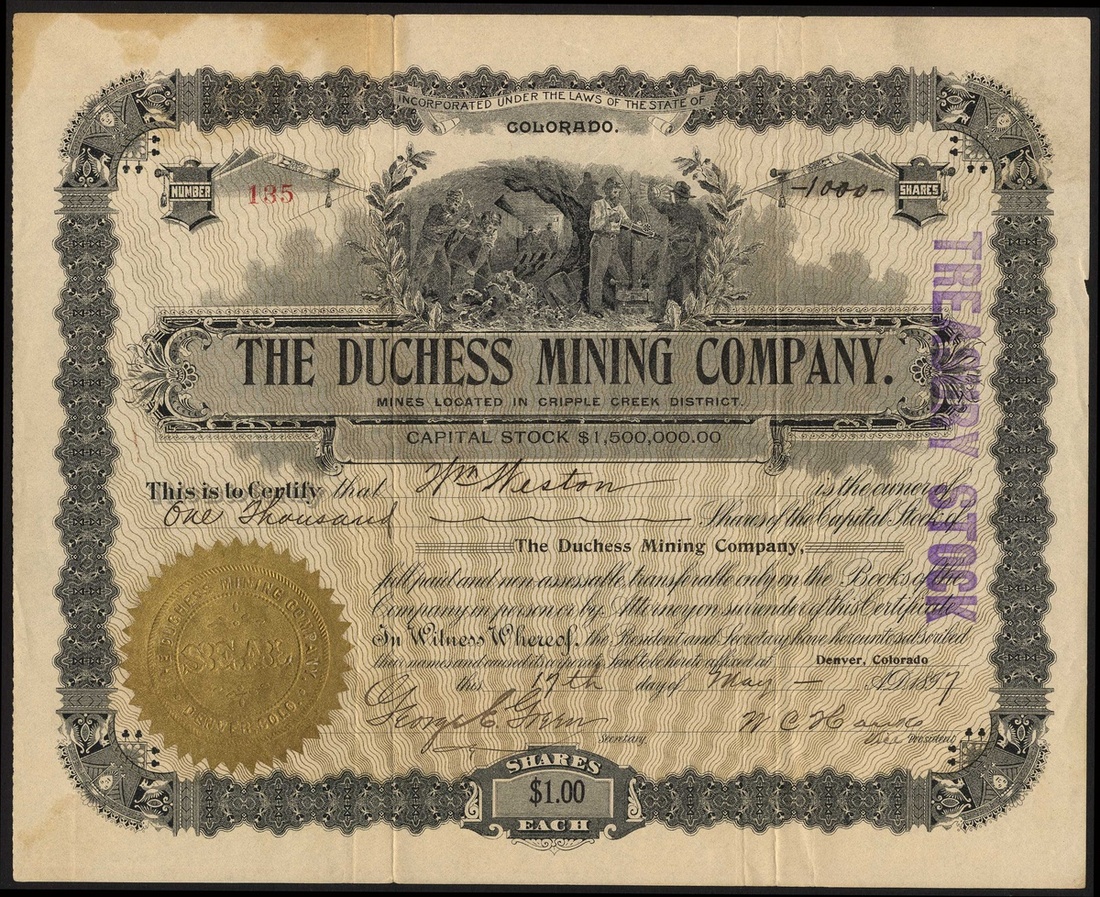 INCORPORATED UNDER THE LAWS OF THE STATE OF
COLORADO.
NUMBER 135
-1000- SHARES
THE DUCHESS MINING COMPANY.
MINES LOCATED IN CRIPPLE CREEK DISTRICT.
CAPITAL STOCK $1,500,000.00
This is to Certify that Wm Weston is the owner of
One Thousand Shares of the Capital Stock of
The Duchess Mining Company,
full paid and non-assessable, transferable only on the Books of the
Company in person or by Attorney on surrender of this Certificate.
In Witness Whereof, the President and Secretary have hereunto subscribed
their names and caused its corporate Seal to be hereto affixed at Denver, Colorado
this 17th day of May - A.D. 1897
George E. Green Secretary.
W C Vice President
SHARES
$1.00
EACH
THE DUCHESS MINING COMPANY.
SEAL
DENVER, COLO.
TREASURY STOCK